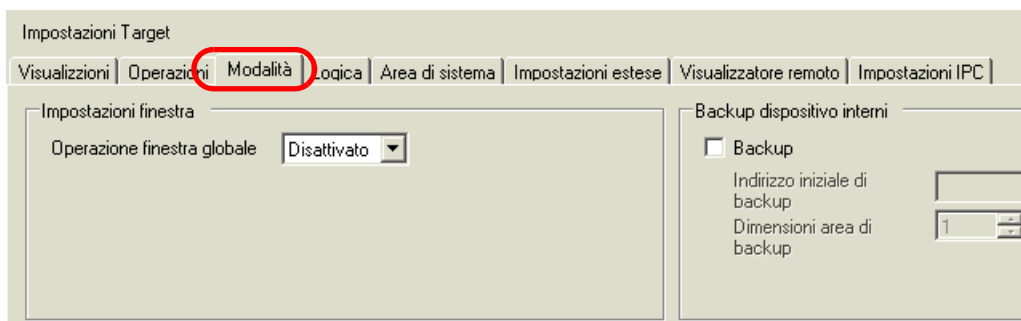 Impostazioni Target
Visualizzioni Operazioni Modalità Logica Area di sistema Impostazioni estese Visualizzatore remoto Impostazioni IPC
Impostazioni finestra
Operazione finestra globale Disattivato
Backup dispositivo interni
Backup
Indirizzo iniziale di
backup
Dimensioni area di
backup
1